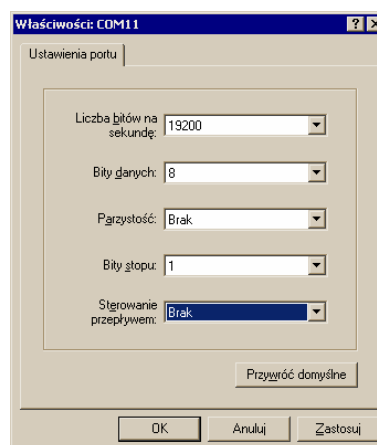 Właściwości: COM11
Ustawienia portu
Liczba bitów na
sekundę: 19200
Bity danych: 8
Parzystość: Brak
Bity stopu: 1
Sterowanie
przepływem: Brak
Przywróć domyślne
OK Anuluj Zastosuj